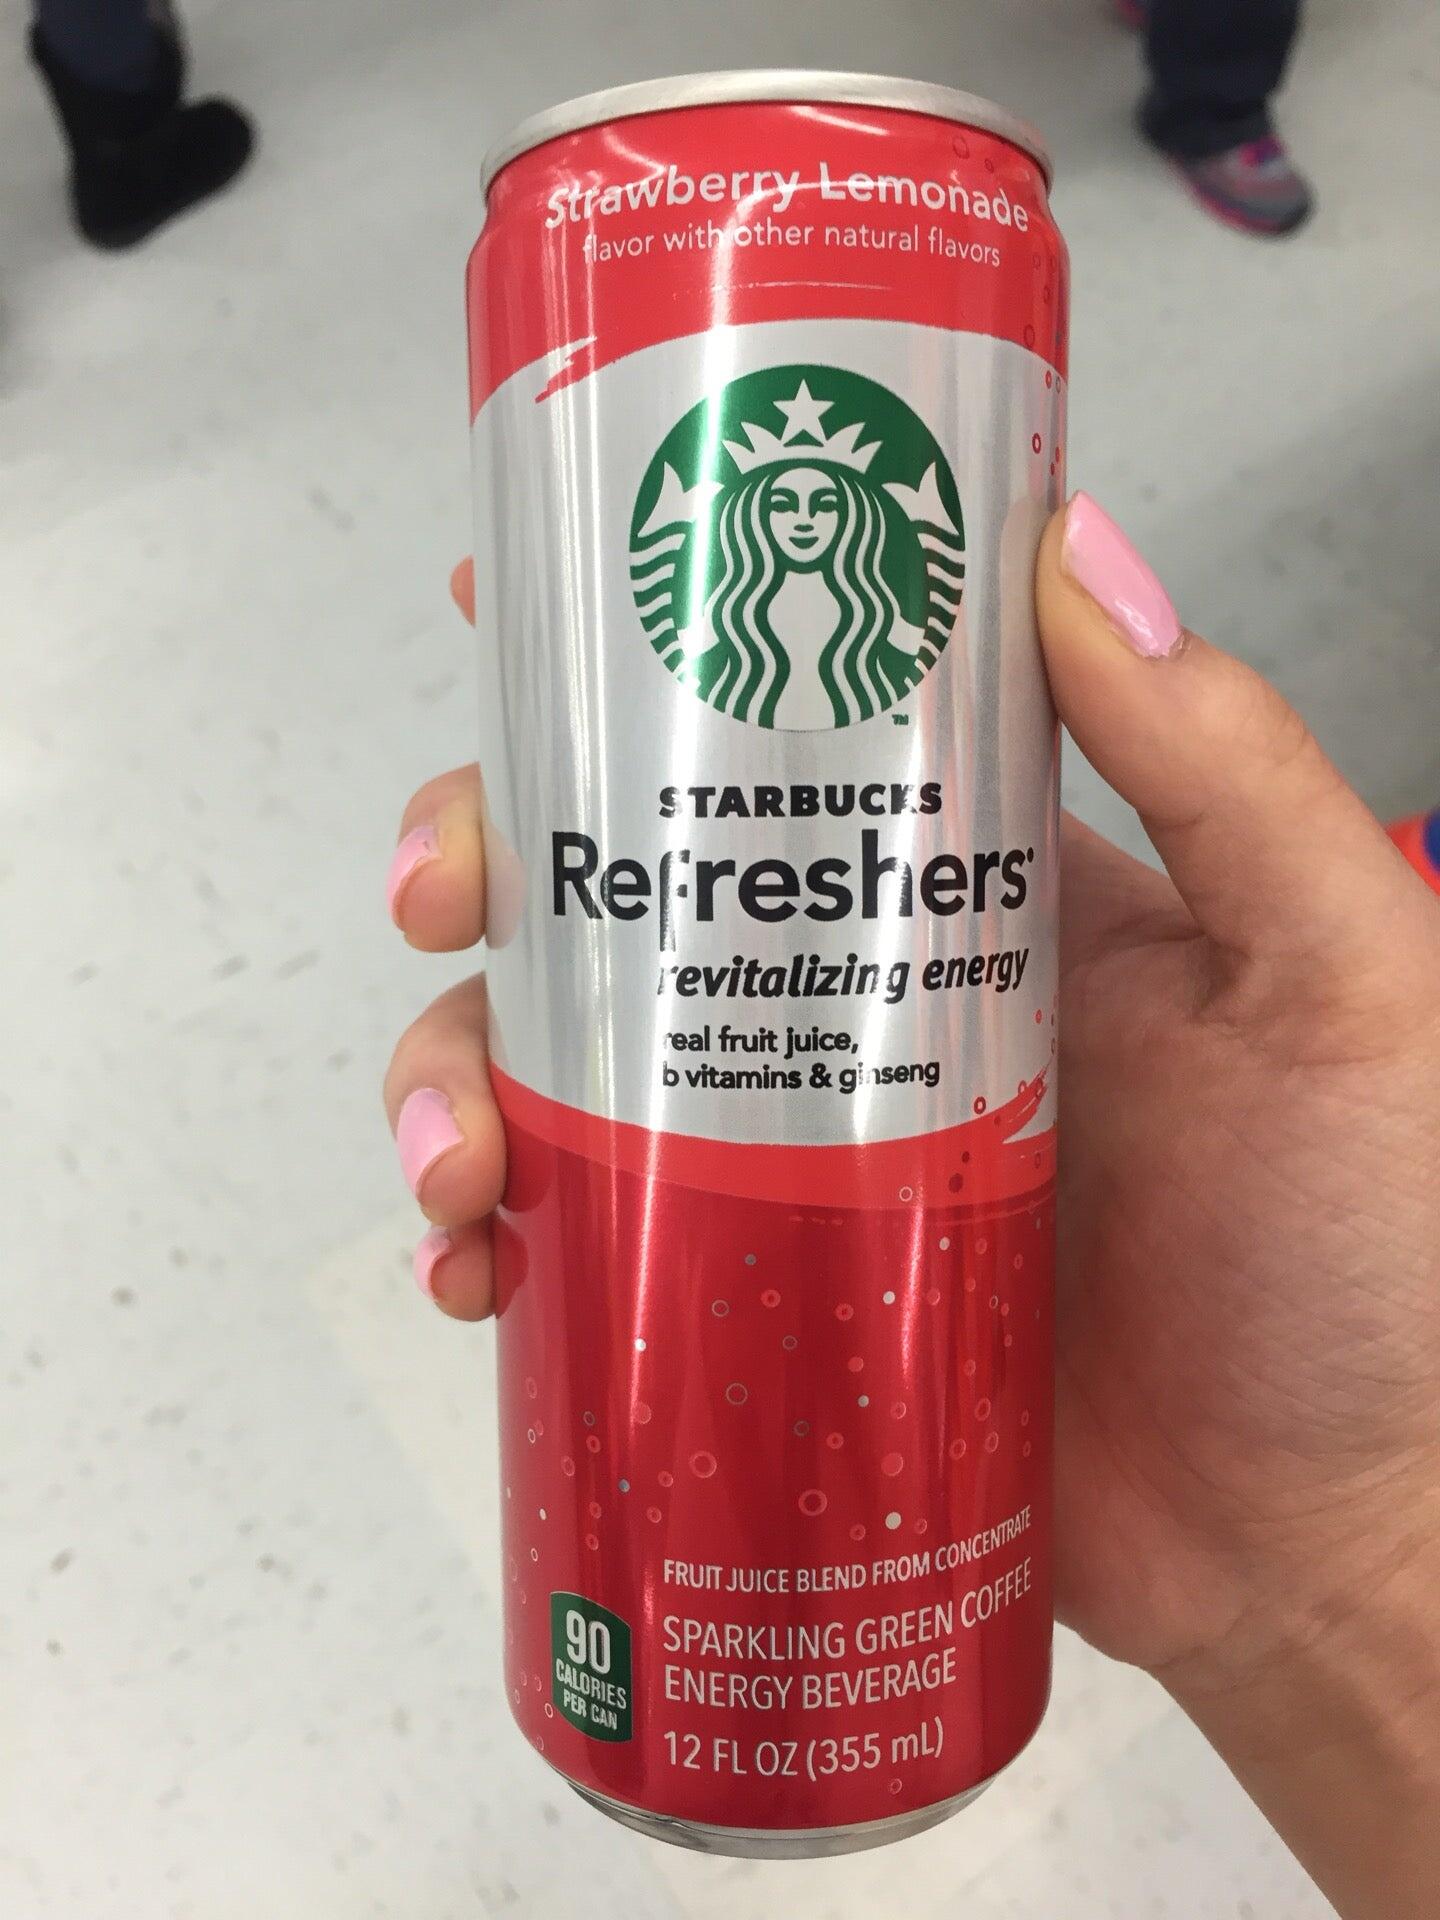 Strawberry Lemonade
flavor with other natural flavors
TM
STARBUCKS
Refreshers
revitalizing energy
real fruit juice,
b vitamins & ginseng
FRUIT JUICE BLEND FROM CONCENTRATE
SPARKLING GREEN COFFEE
ENERGY BEVERAGE
12 FL OZ (355 mL)
90
CALORIES
PER CAN